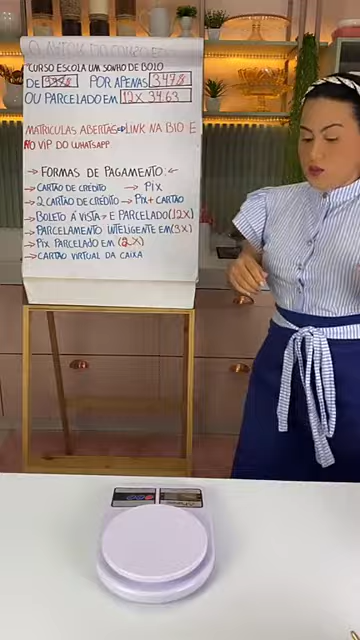 CURSO ESCOLA UM SONHO DE BOLO
DE POR APENAS 347,8
OU PARCELADO EM 12X 34,63
MATRICULAS ABERTAS LINK NA BIO E
NO VIP DO WHATSAPP
→ FORMAS DE PAGAMENTO: ←
→ CARTÃO DE CRÉDITO → PIX
→ 2 CARTÃO DE CRÉDITO → PIX + CARTÃO
→ BOLETO Á VISTA → E PARCELADO (12X)
→ PARCELAMENTO INTELIGENTE EM (3X)
→ PIX PARCELADO EM (2X)
→ CARTÃO VIRTUAL DA CAIXA